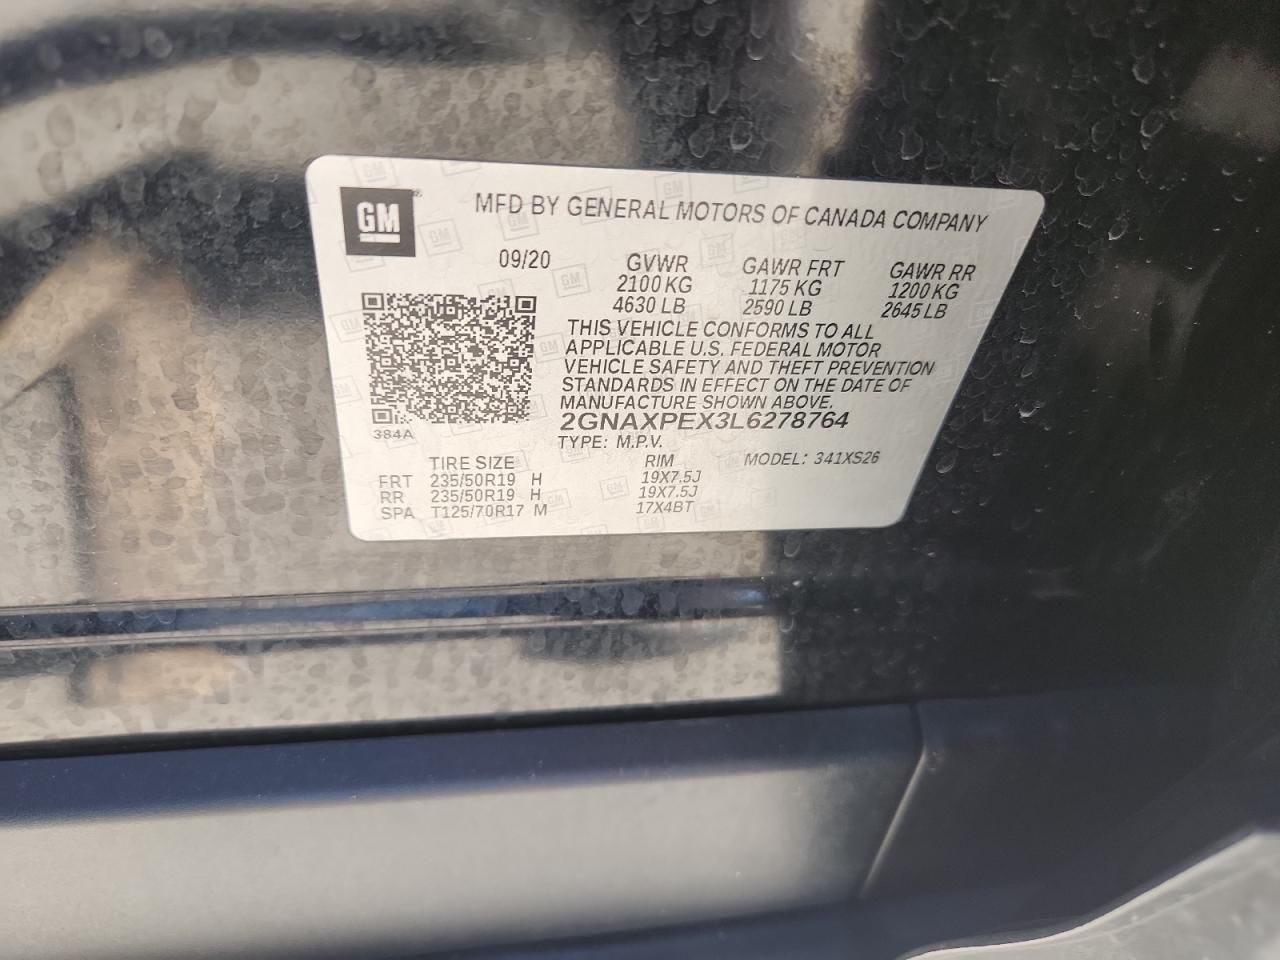 GM
MFD BY GENERAL MOTORS OF CANADA COMPANY
09/20 GVWR GAWR FRT GAWR RR
2100 KG 1175 KG 1200 KG
4630 LB 2590 LB 2645 LB
THIS VEHICLE CONFORMS TO ALL
APPLICABLE U.S. FEDERAL MOTOR
VEHICLE SAFETY AND THEFT PREVENTION
STANDARDS IN EFFECT ON THE DATE OF
MANUFACTURE SHOWN ABOVE.
384A
2GNAXPEX3L6278764
TYPE: M.P.V.
TIRE SIZE RIM MODEL: 341XS26
FRT 235/50R19 H 19X7.5J
RR 235/50R19 H 19X7.5J
SPA T125/70R17 M 17X4BT